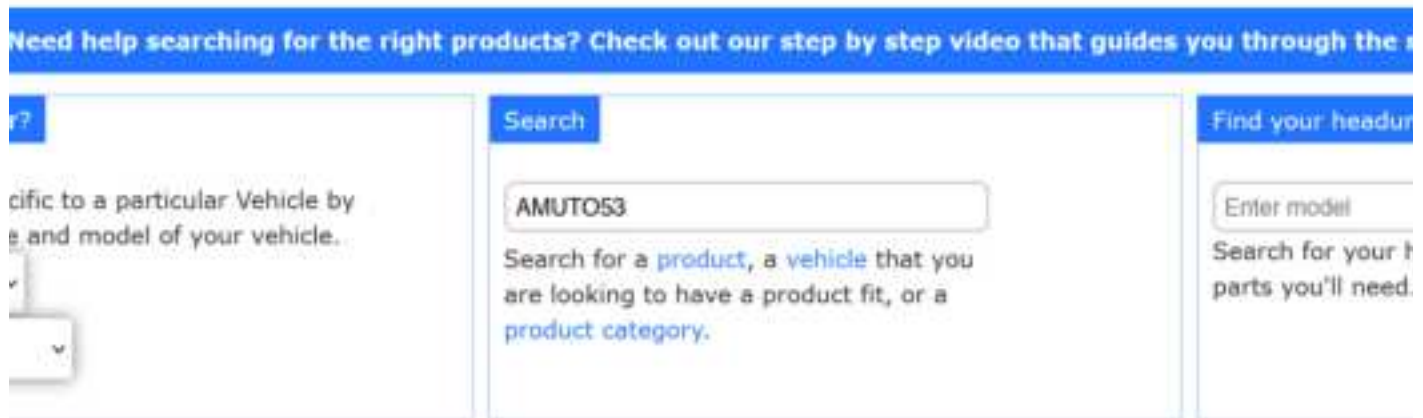 Need help searching for the right products? Check out our step by step video that guides you through the
r?
cific to a particular Vehicle by
e and model of your vehicle.
Search
AMUTO53
Search for a product, a vehicle that you
are looking to have a product fit, or a
product category.
Find your headun
Enter model
Search for your h
parts you'll need.